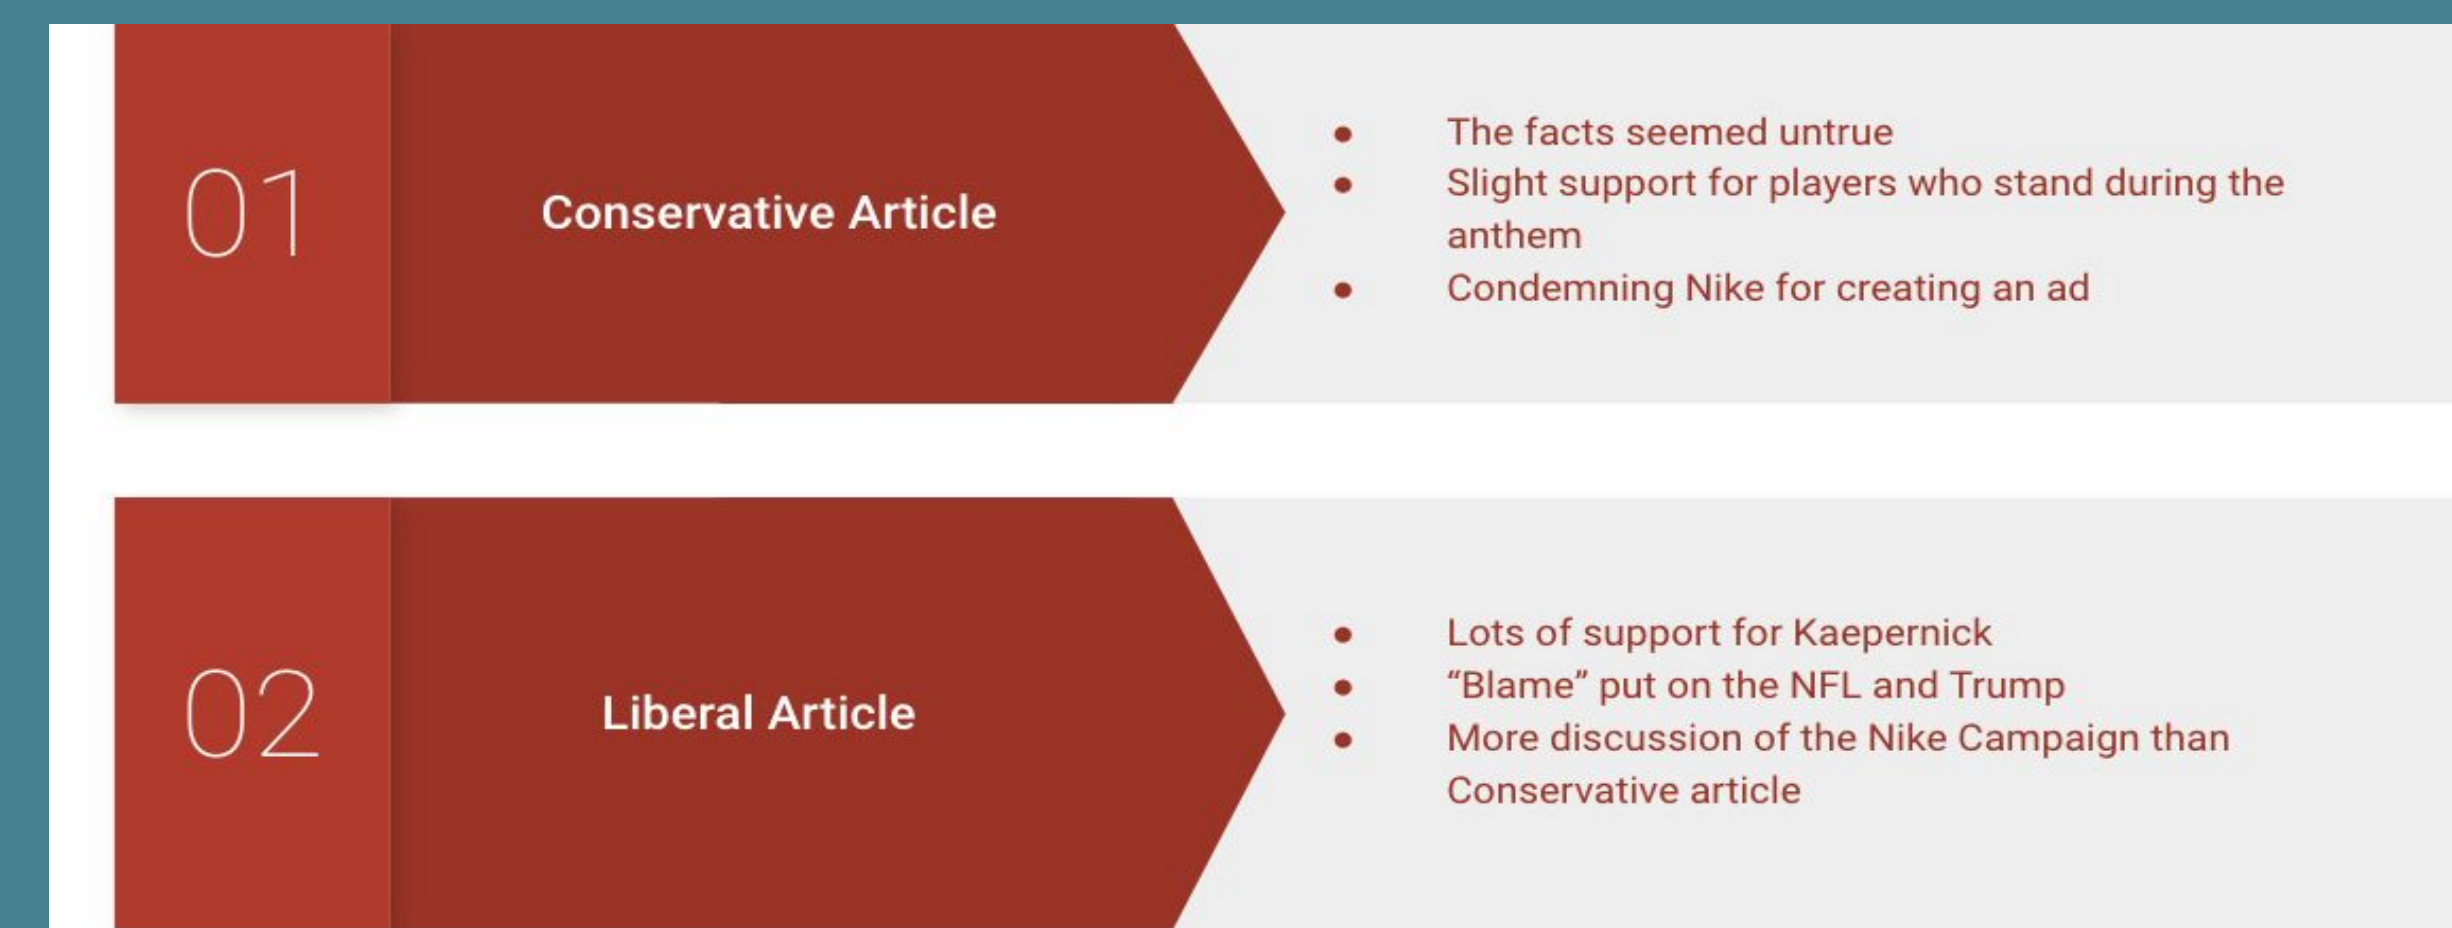 01
Conservative Article
● The facts seemed untrue
● Slight support for players who stand during the
anthem
● Condemning Nike for creating an ad
02
Liberal Article
● Lots of support for Kaepernick
● “Blame” put on the NFL and Trump
● More discussion of the Nike Campaign than
Conservative article